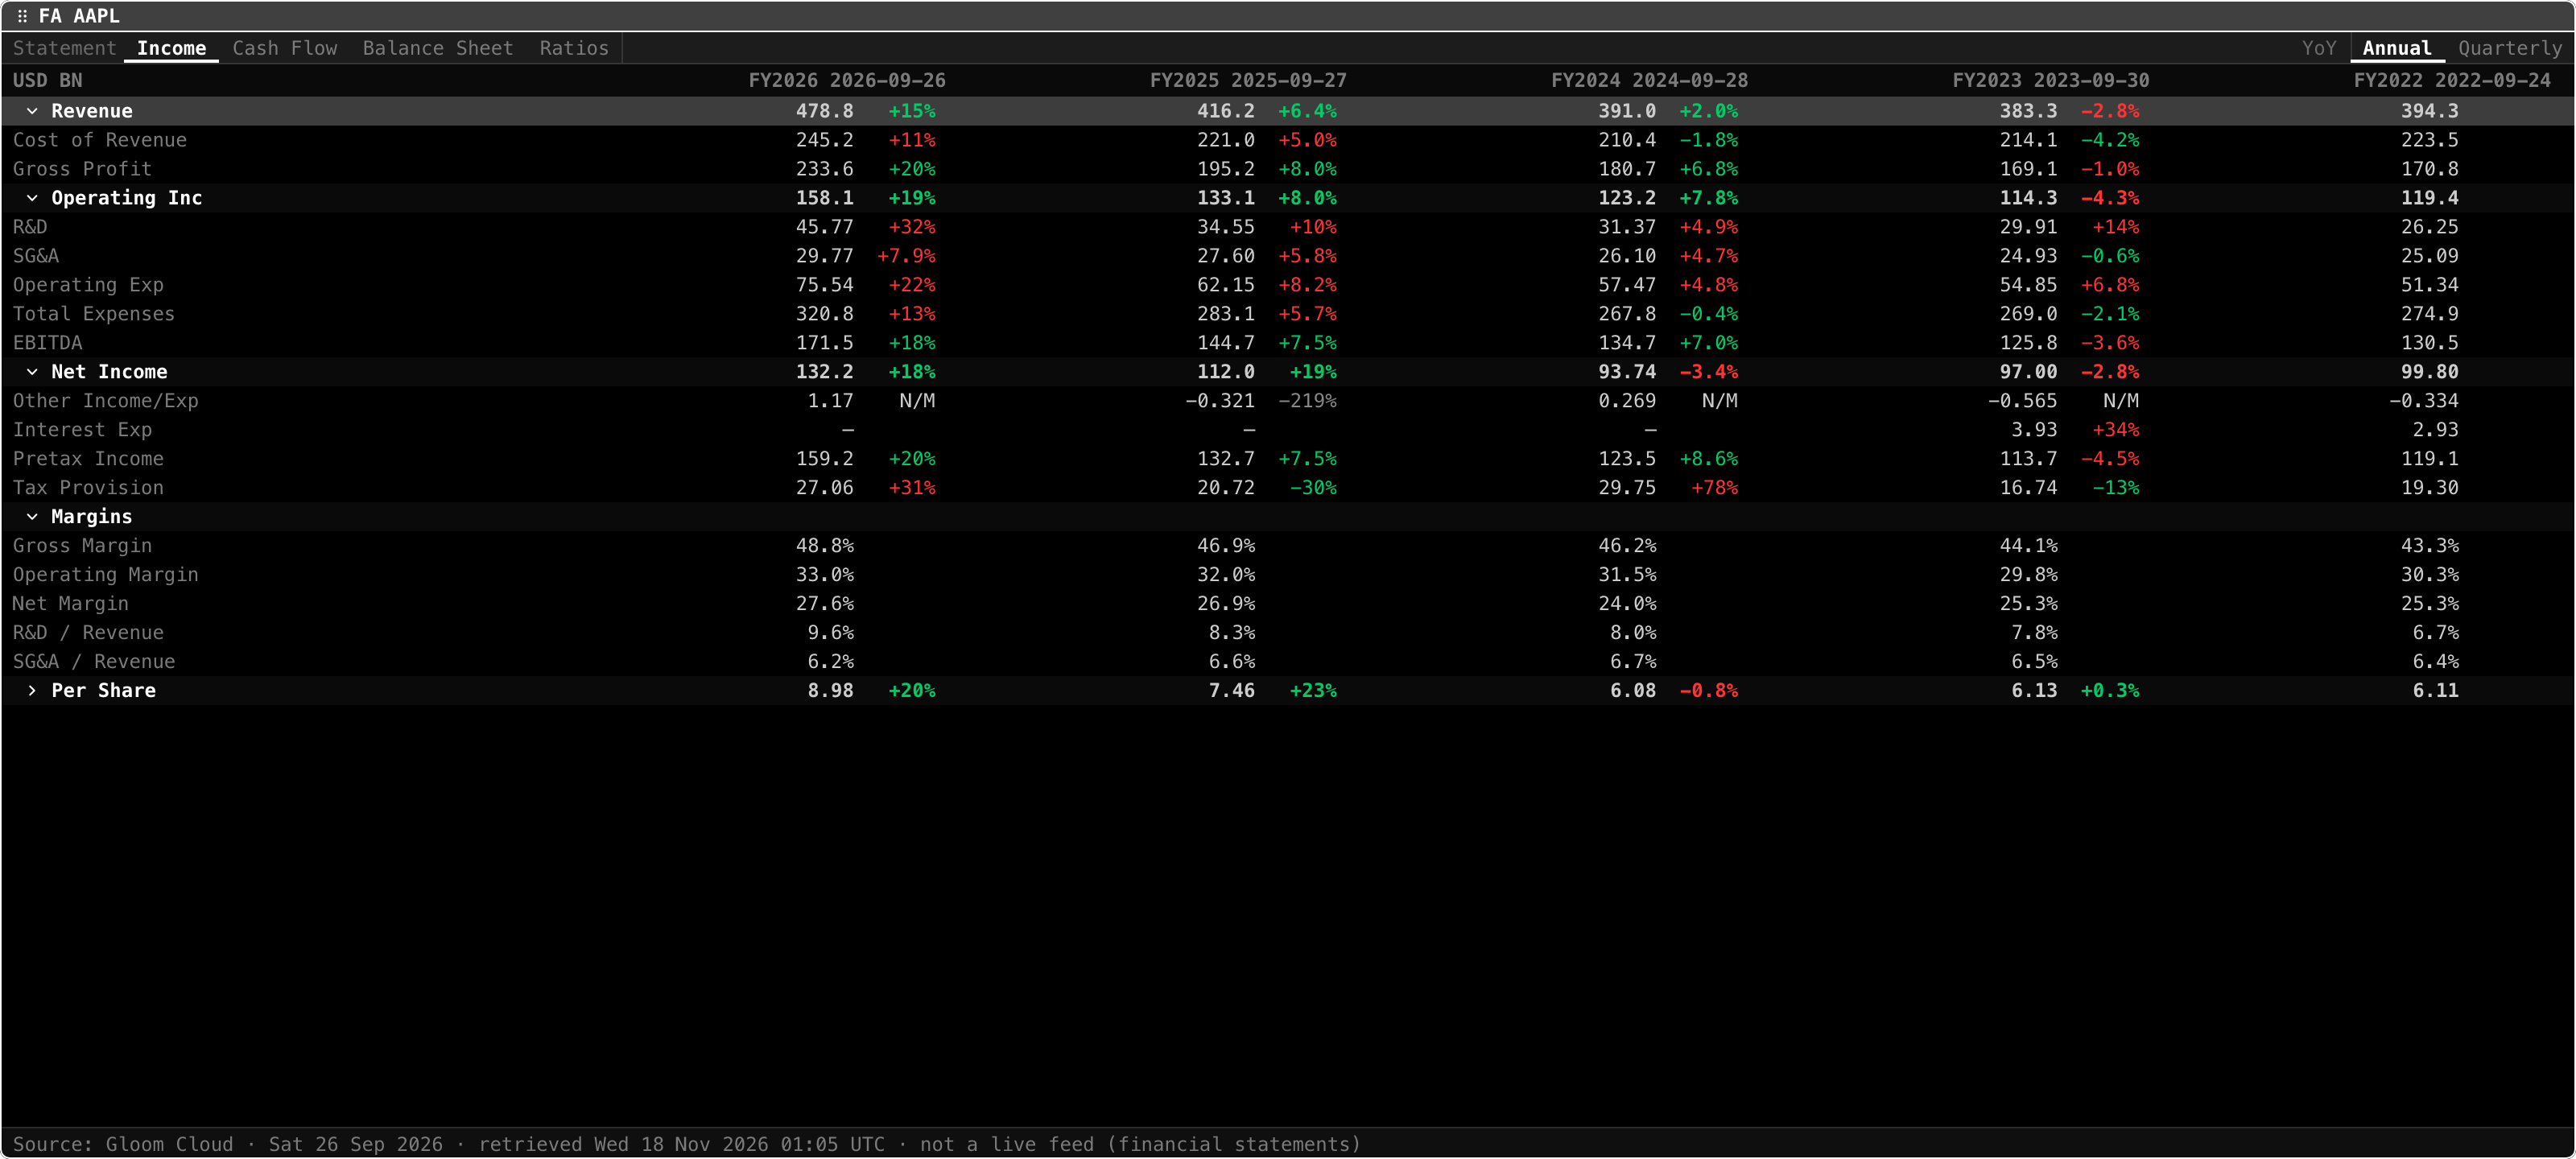 ⠿ FA AAPL
Statement Income Cash Flow Balance Sheet Ratios YoY Annual Quarterly
USD BN FY2026 2026-09-26 FY2025 2025-09-27 FY2024 2024-09-28 FY2023 2023-09-30 FY2022 2022-09-24
Revenue 478.8 +15% 416.2 +6.4% 391.0 +2.0% 383.3 −2.8% 394.3
Cost of Revenue 245.2 +11% 221.0 +5.0% 210.4 −1.8% 214.1 −4.2% 223.5
Gross Profit 233.6 +20% 195.2 +8.0% 180.7 +6.8% 169.1 −1.0% 170.8
Operating Inc 158.1 +19% 133.1 +8.0% 123.2 +7.8% 114.3 −4.3% 119.4
R&D 45.77 +32% 34.55 +10% 31.37 +4.9% 29.91 +14% 26.25
SG&A 29.77 +7.9% 27.60 +5.8% 26.10 +4.7% 24.93 −0.6% 25.09
Operating Exp 75.54 +22% 62.15 +8.2% 57.47 +4.8% 54.85 +6.8% 51.34
Total Expenses 320.8 +13% 283.1 +5.7% 267.8 −0.4% 269.0 −2.1% 274.9
EBITDA 171.5 +18% 144.7 +7.5% 134.7 +7.0% 125.8 −3.6% 130.5
Net Income 132.2 +18% 112.0 +19% 93.74 −3.4% 97.00 −2.8% 99.80
Other Income/Exp 1.17 N/M −0.321 −219% 0.269 N/M −0.565 N/M −0.334
Interest Exp — — — 3.93 +34% 2.93
Pretax Income 159.2 +20% 132.7 +7.5% 123.5 +8.6% 113.7 −4.5% 119.1
Tax Provision 27.06 +31% 20.72 −30% 29.75 +78% 16.74 −13% 19.30
Margins
Gross Margin 48.8% 46.9% 46.2% 44.1% 43.3%
Operating Margin 33.0% 32.0% 31.5% 29.8% 30.3%
Net Margin 27.6% 26.9% 24.0% 25.3% 25.3%
R&D / Revenue 9.6% 8.3% 8.0% 7.8% 6.7%
SG&A / Revenue 6.2% 6.6% 6.7% 6.5% 6.4%
Per Share 8.98 +20% 7.46 +23% 6.08 −0.8% 6.13 +0.3% 6.11
Source: Gloom Cloud · Sat 26 Sep 2026 · retrieved Wed 18 Nov 2026 01:05 UTC · not a live feed (financial statements)